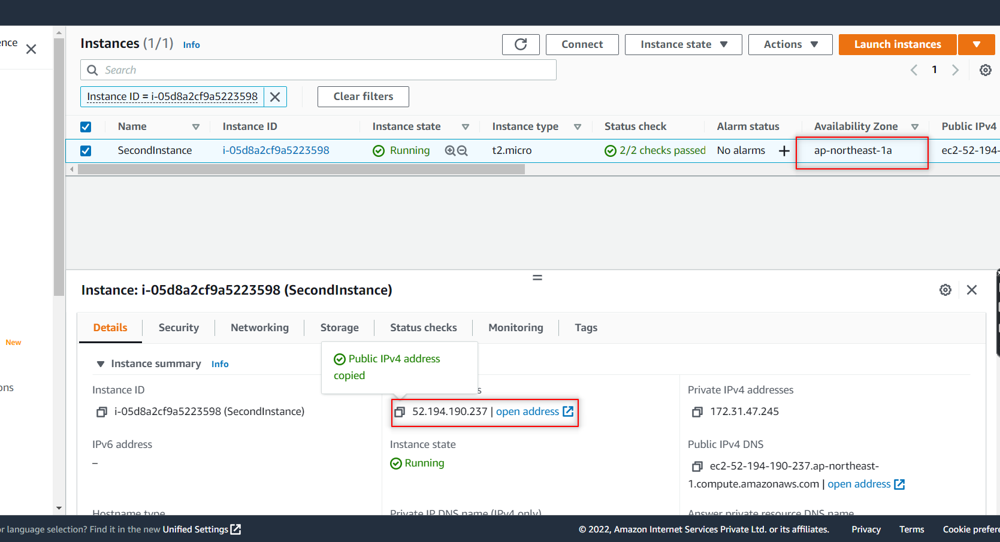 ence
Instances (1/1) Info
Connect
Instance state
Actions
Launch instances
Search
1
Instance ID = i-05d8a2cf9a5223598
Clear filters
Name Instance ID Instance state Instance type Status check Alarm status Availability Zone Public IPv4
SecondInstance i-05d8a2cf9a5223598 Running t2.micro 2/2 checks passed No alarms + ap-northeast-1a ec2-52-194-
Instance: i-05d8a2cf9a5223598 (SecondInstance)
Details Security Networking Storage Status checks Monitoring Tags
New
Instance summary Info
Public IPv4 address
copied
ons
Instance ID
i-05d8a2cf9a5223598 (SecondInstance)
s
52.194.190.237 | open address
Private IPv4 addresses
172.31.47.245
IPv6 address
–
Instance state
Running
Public IPv4 DNS
ec2-52-194-190-237.ap-northeast-
1.compute.amazonaws.com | open address
Hostname type
Private IP DNS name (IPv4 only)
Answer private resource DNS name
or language selection? Find it in the new Unified Settings
© 2022, Amazon Internet Services Private Ltd. or its affiliates. Privacy Terms Cookie prefere